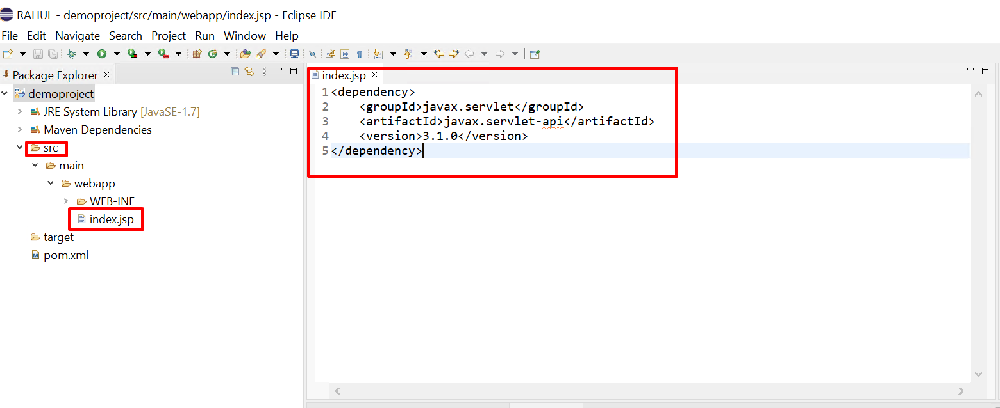 RAHUL - demoproject/src/main/webapp/index.jsp - Eclipse IDE
File Edit Navigate Search Project Run Window Help
Package Explorer
demoproject
JRE System Library [JavaSE-1.7]
Maven Dependencies
src
main
webapp
WEB-INF
index.jsp
target
pom.xml
index.jsp
1 <dependency>
2     <groupId>javax.servlet</groupId>
3     <artifactId>javax.servlet-api</artifactId>
4     <version>3.1.0</version>
5 </dependency>